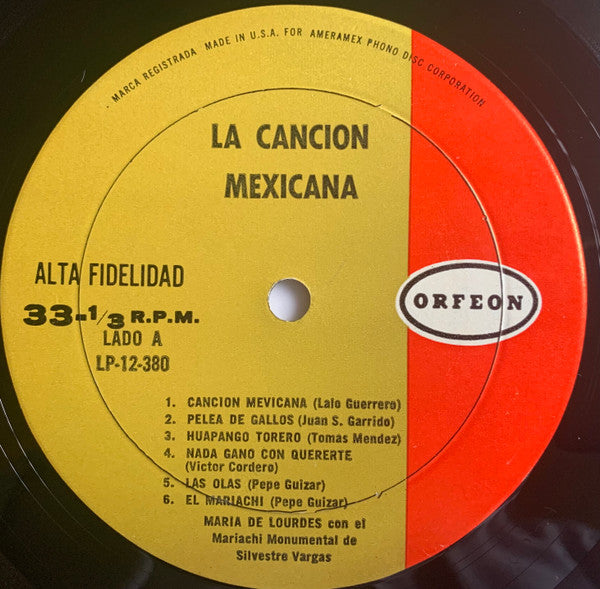 MARCA REGISTRADA MADE IN U.S.A. FOR AMERAMEX PHONO DISC CORPORATION
LA CANCION
MEXICANA
ALTA FIDELIDAD
33-1/3 R.P.M.
LADO A
LP-12-380
ORFEON
1. CANCION MEVICANA (Lalo Guerrero)
2. PELEA DE GALLOS (Juan S. Garrido)
3. HUAPANGO TORERO (Tomas Mendez)
4. NADA GANO CON QUERERTE
(Victor Cordero)
5. LAS OLAS (Pepe Guizar)
6. EL MARIACHI (Pepe Guizar)
MARIA DE LOURDES con el
Mariachi Monumental de
Silvestre Vargas